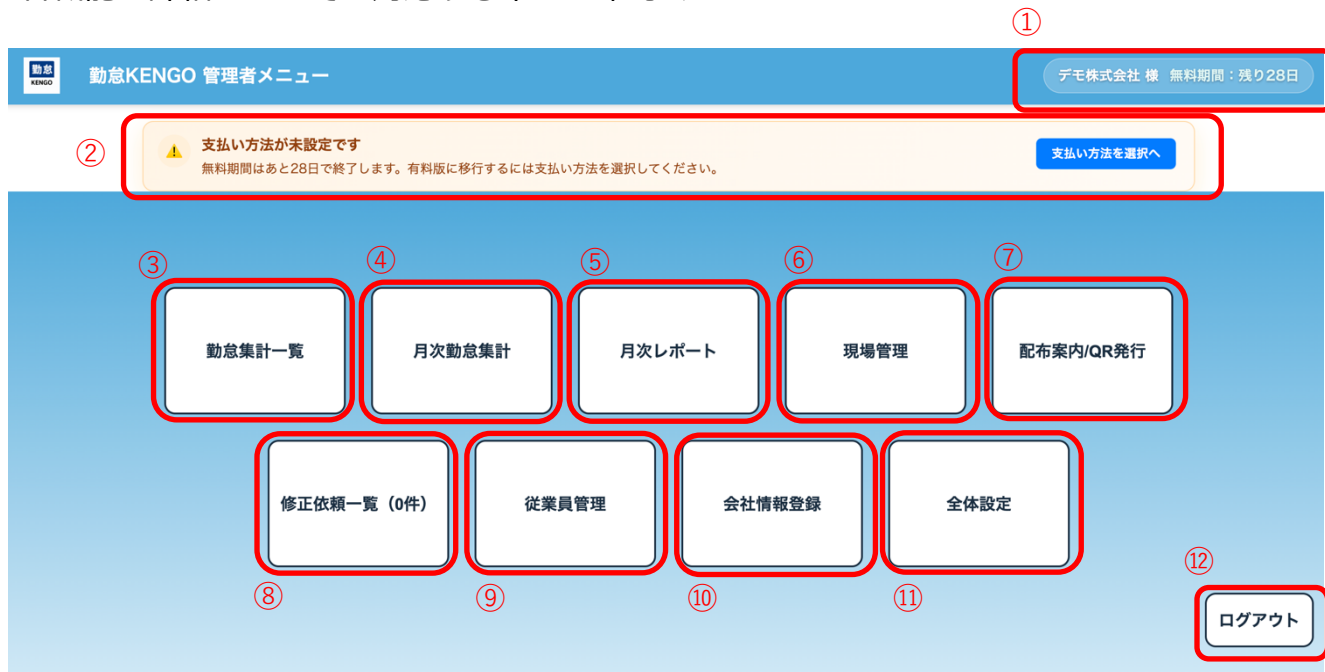 ①
勤怠
KENGO
勤怠KENGO 管理者メニュー
デモ株式会社 様 無料期間：残り28日
②
支払い方法が未設定です
無料期間はあと28日で終了します。有料版に移行するには支払い方法を選択してください。
支払い方法を選択へ
③
④
⑤
⑥
⑦
勤怠集計一覧
月次勤怠集計
月次レポート
現場管理
配布案内/QR発行
修正依頼一覧（0件）
従業員管理
会社情報登録
全体設定
⑧
⑨
⑩
⑪
⑫
ログアウト